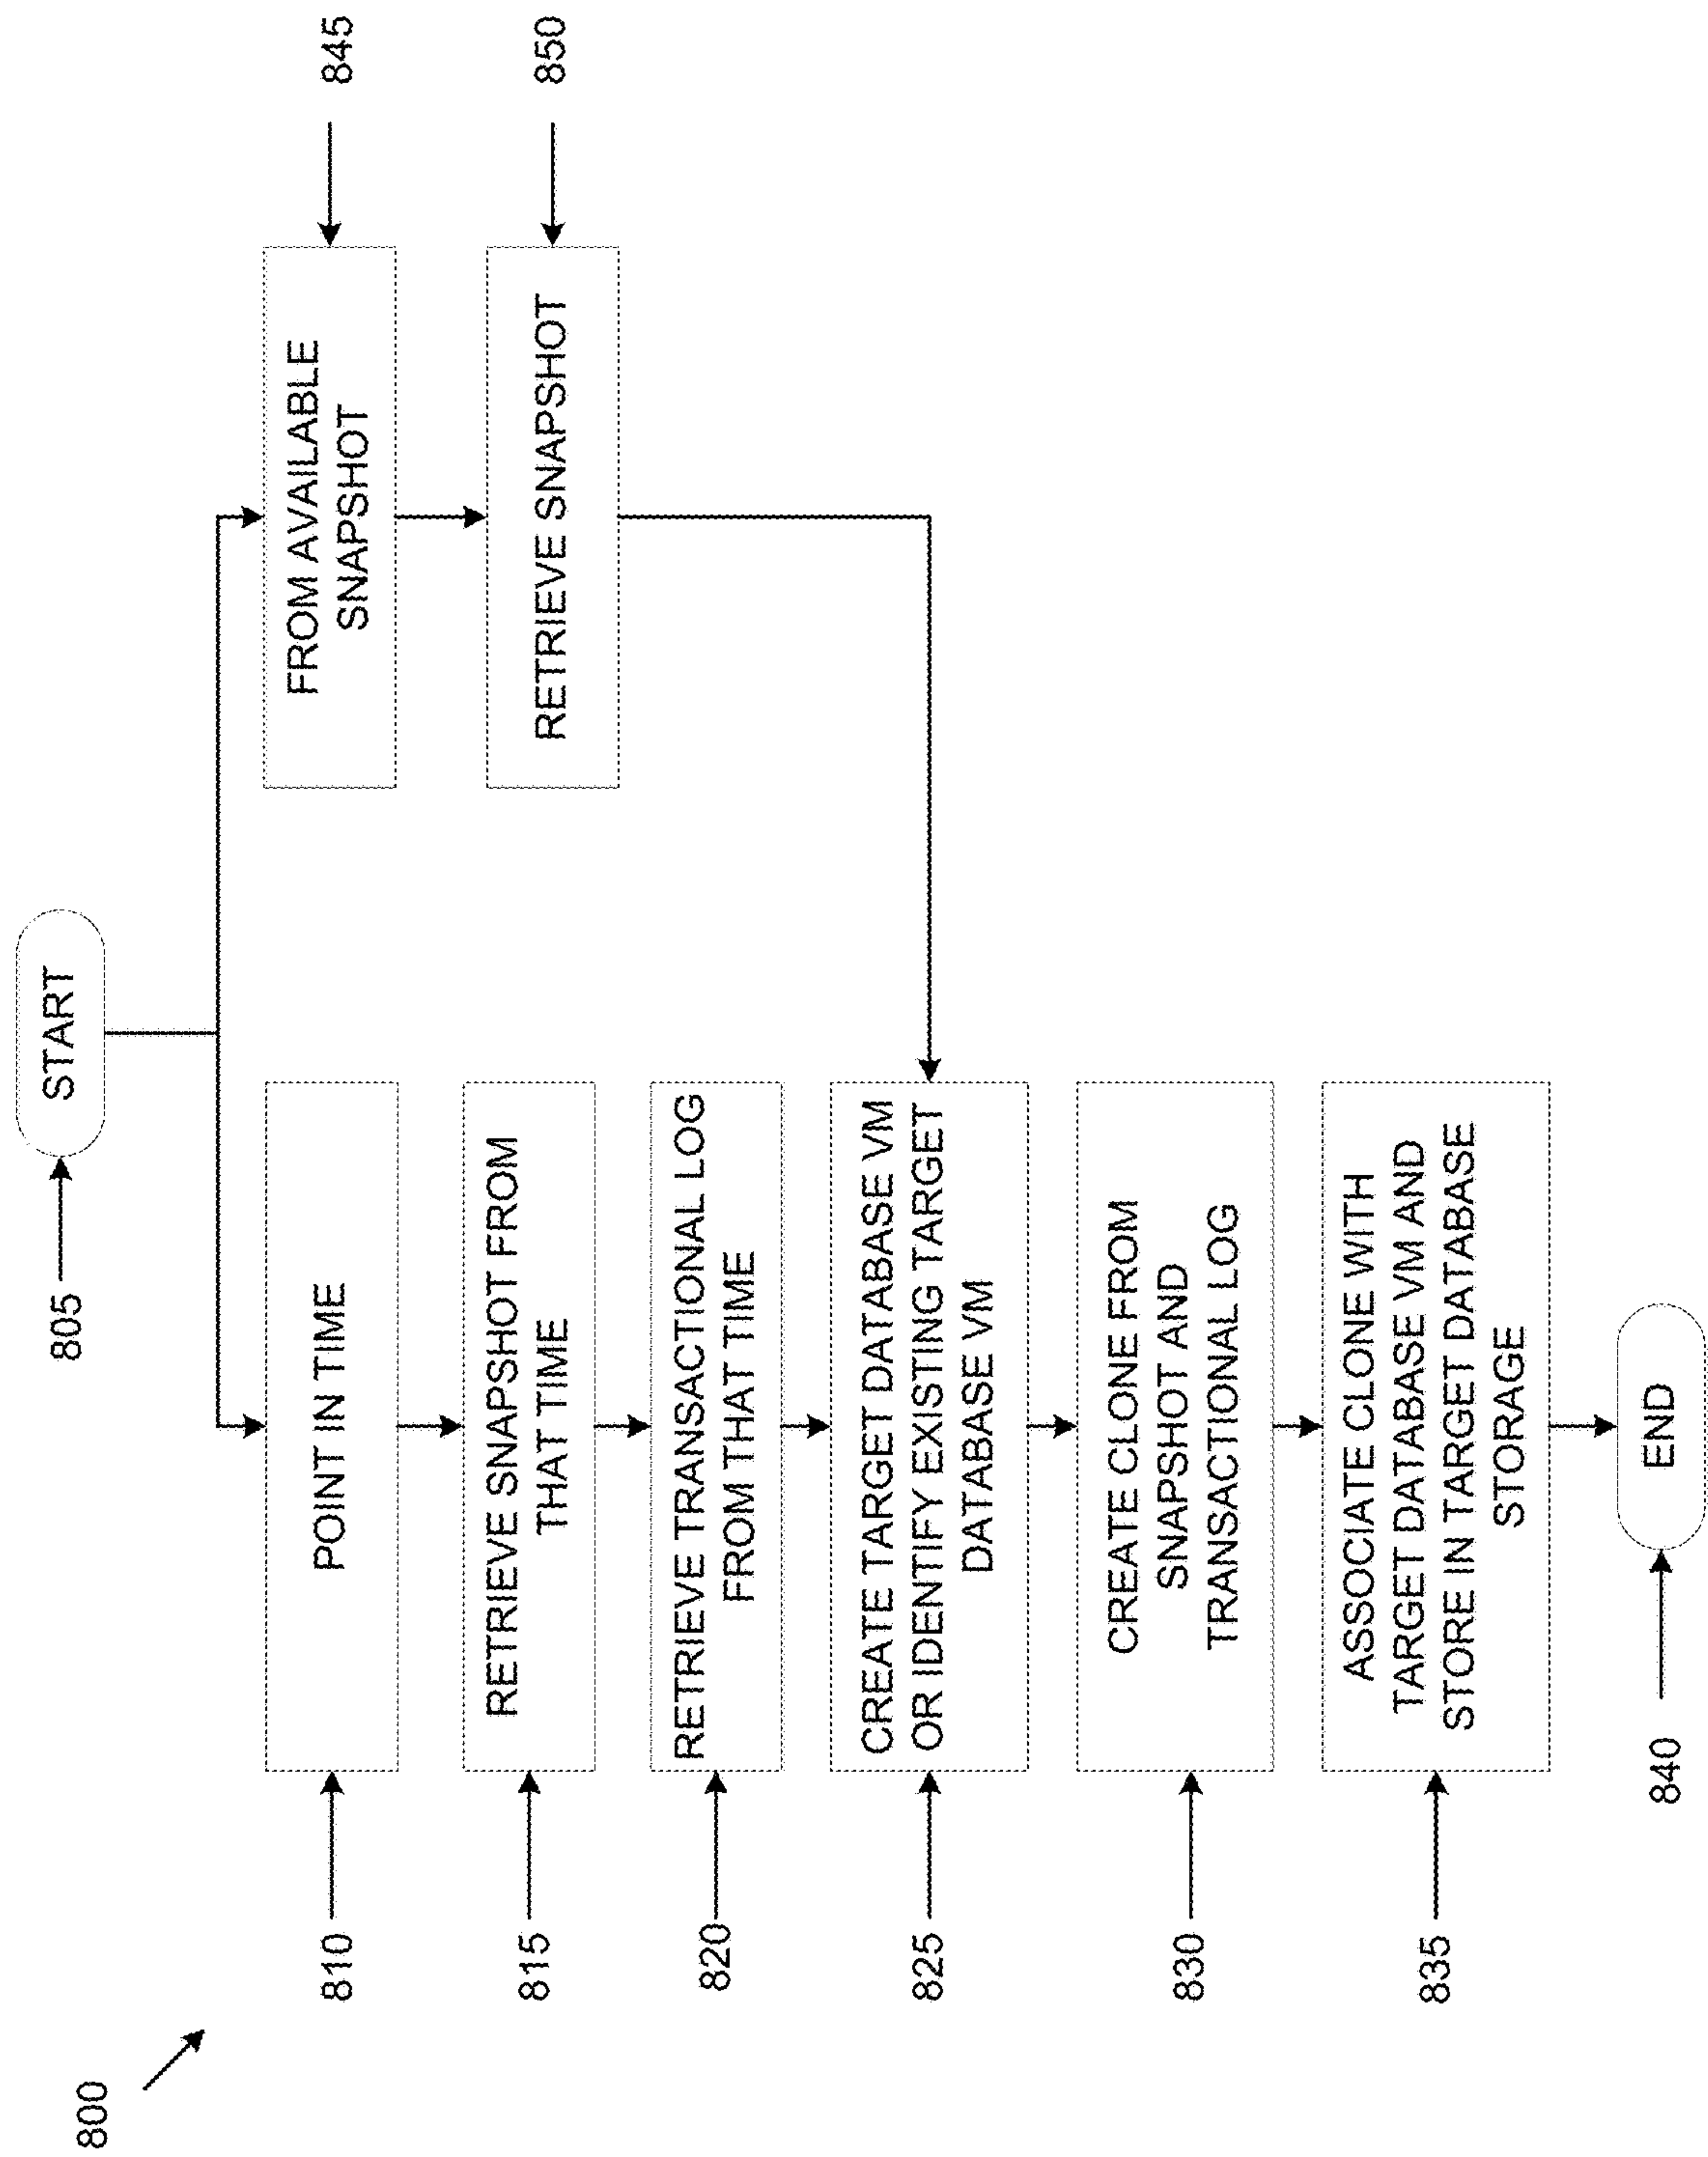 800
805
START
810
POINT IN TIME
FROM AVAILABLE
SNAPSHOT
845
815
RETRIEVE SNAPSHOT FROM
THAT TIME
RETRIEVE SNAPSHOT
850
820
RETRIEVE TRANSACTIONAL LOG
FROM THAT TIME
825
CREATE TARGET DATABASE VM
OR IDENTIFY EXISTING TARGET
DATABASE VM
830
CREATE CLONE FROM
SNAPSHOT AND
TRANSACTIONAL LOG
835
ASSOCIATE CLONE WITH
TARGET DATABASE VM AND
STORE IN TARGET DATABASE
STORAGE
840
END